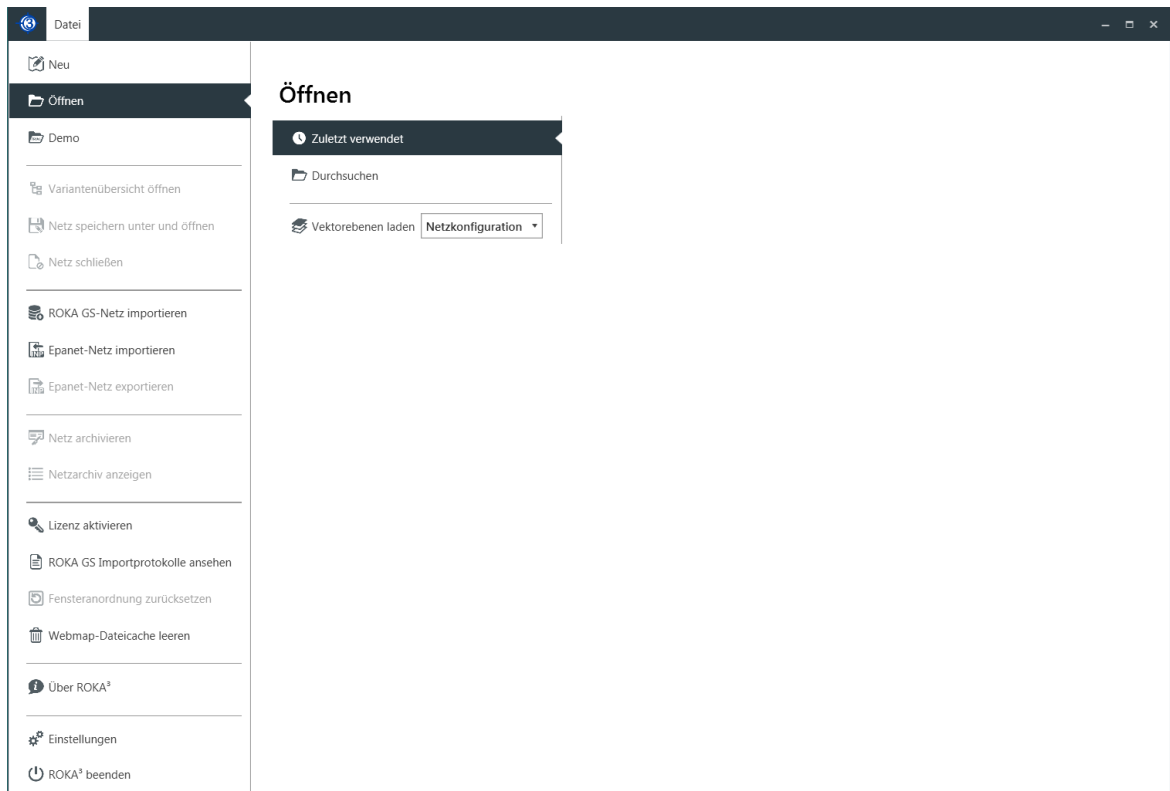 Datei
Neu
Öffnen
Demo
Variantenübersicht öffnen
Netz speichern unter und öffnen
Netz schließen
ROKA GS-Netz importieren
Epanet-Netz importieren
Epanet-Netz exportieren
Netz archivieren
Netzarchiv anzeigen
Lizenz aktivieren
ROKA GS Importprotokolle ansehen
Fensteranordnung zurücksetzen
Webmap-Dateicache leeren
Über ROKA³
Einstellungen
ROKA³ beenden
Öffnen
Zuletzt verwendet
Durchsuchen
Vektorebenen laden Netzkonfiguration